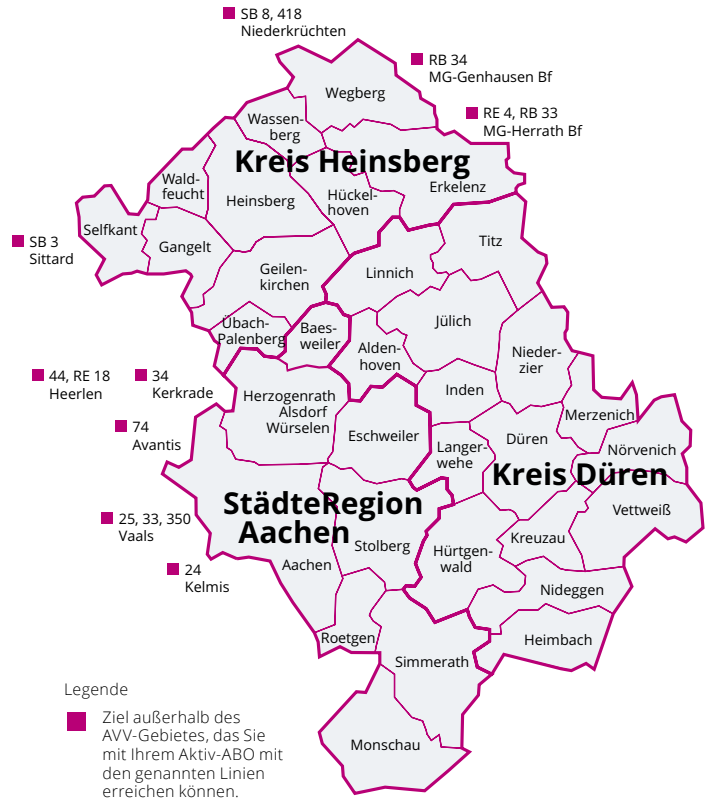 SB 8, 418
Niederkrüchten
RB 34
MG-Genhausen Bf
Wegberg
RE 4, RB 33
MG-Herrath Bf
Wassen-
berg
Kreis Heinsberg
Wald-
feucht
Heinsberg
Hückel-
hoven
Erkelenz
Selfkant
SB 3
Sittard
Gangelt
Titz
Geilen-
kirchen
Linnich
Jülich
Übach-
Palenberg
Baes-
weiler
Alden-
hoven
Nieder-
zier
44, RE 18
Heerlen
34
Kerkrade
Herzogenrath
Alsdorf
Würselen
Inden
Merzenich
74
Avantis
Eschweiler
Langer-
wehe
Düren
Nörvenich
Kreis Düren
StädteRegion
Aachen
Vettweiß
25, 33, 350
Vaals
Stolberg
Hürtgen-
wald
Kreuzau
24
Kelmis
Aachen
Nideggen
Roetgen
Heimbach
Simmerath
Monschau
Legende
Ziel außerhalb des
AVV-Gebietes, das Sie
mit Ihrem Aktiv-ABO mit
den genannten Linien
erreichen können.